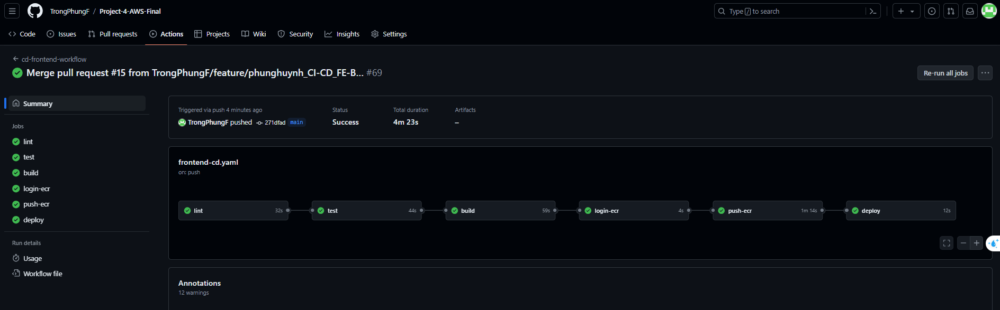 TrongPhungF / Project-4-AWS-Final
Type / to search
Code Issues Pull requests Actions Projects Wiki Security Insights Settings
cd-frontend-workflow
Merge pull request #15 from TrongPhungF/feature/phunghuynh_CI-CD_FE-B... #69
Re-run all jobs
Summary
Jobs
lint
test
build
login-ecr
push-ecr
deploy
Run details
Usage
Workflow file
Triggered via push 4 minutes ago
TrongPhungF pushed 271dfad main
Status
Success
Total duration
4m 23s
Artifacts
–
frontend-cd.yaml
on: push
lint 32s
test 44s
build 59s
login-ecr 4s
push-ecr 1m 14s
deploy 12s
Annotations
12 warnings